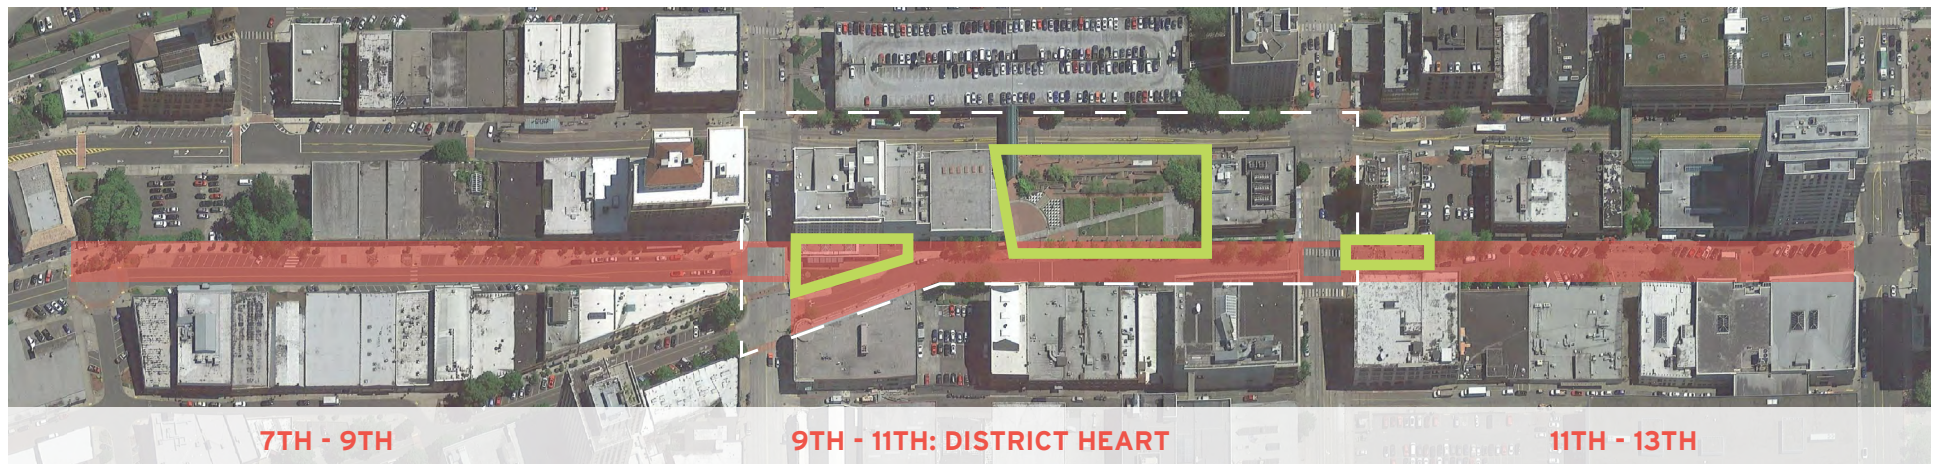 7TH - 9TH
9TH - 11TH: DISTRICT HEART
11TH - 13TH